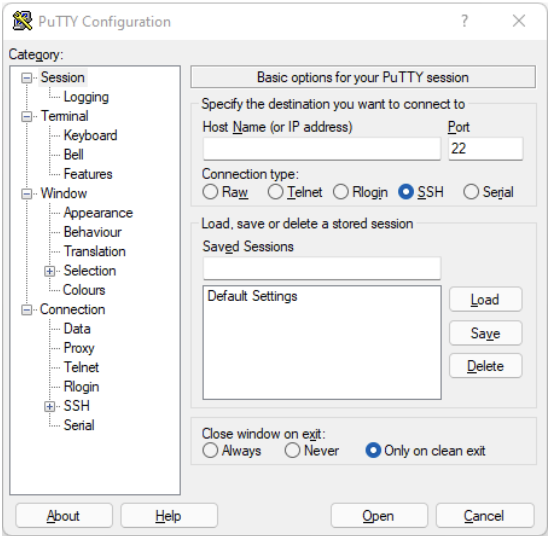 PuTTY Configuration
?
Category:
Session
Logging
Terminal
Keyboard
Bell
Features
Window
Appearance
Behaviour
Translation
Selection
Colours
Connection
Data
Proxy
Telnet
Rlogin
SSH
Serial
Basic options for your PuTTY session
Specify the destination you want to connect to
Host Name (or IP address) Port
22
Connection type:
Raw Telnet Rlogin SSH Serial
Load, save or delete a stored session
Saved Sessions
Default Settings
Load
Save
Delete
Close window on exit:
Always Never Only on clean exit
About Help Open Cancel